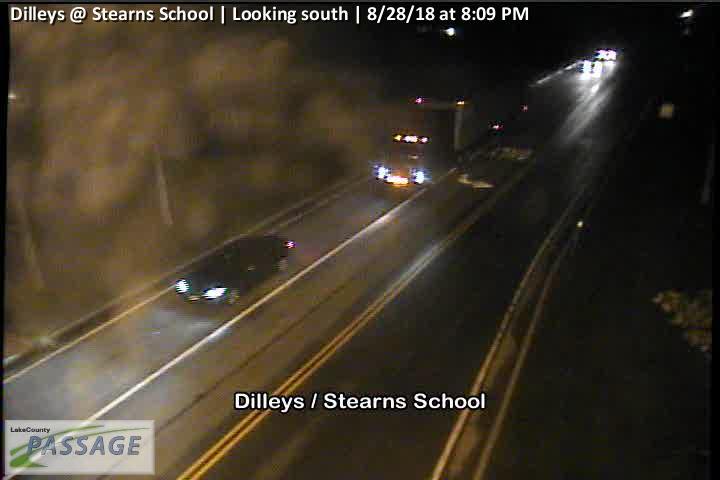 Dilleys @ Stearns School | Looking south | 8/28/18 at 8:09 PM
Dilleys / Stearns School
LakeCounty
PASSAGE